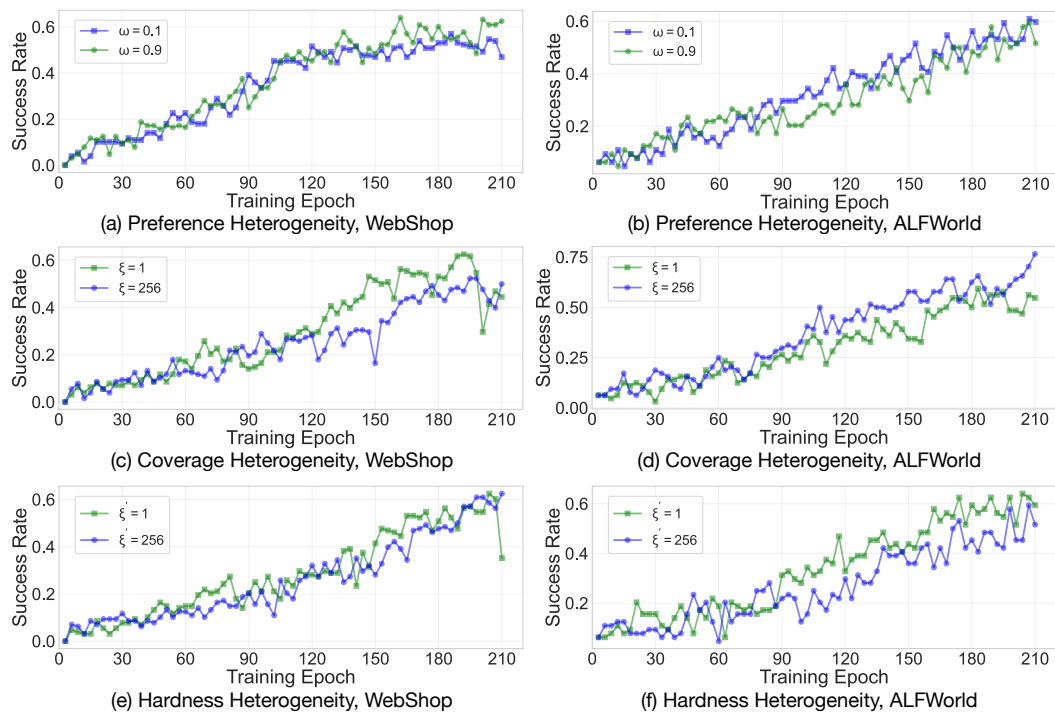 Success Rate
0.6
0.4
0.2
0.0
ω = 0.1
ω = 0.9
30 60 90 120 150 180 210
Training Epoch
(a) Preference Heterogeneity, WebShop
Success Rate
0.6
0.4
0.2
ω = 0.1
ω = 0.9
0 30 60 90 120 150 180 210
Training Epoch
(b) Preference Heterogeneity, ALFWorld
Success Rate
0.6
0.4
0.2
0.0
ξ = 1
ξ = 256
30 60 90 120 150 180 210
Training Epoch
(c) Coverage Heterogeneity, WebShop
Success Rate
0.75
0.50
0.25
0.00
ξ = 1
ξ = 256
0 30 60 90 120 150 180 210
Training Epoch
(d) Coverage Heterogeneity, ALFWorld
Success Rate
0.6
0.4
0.2
0.0
ξ′ = 1
ξ′ = 256
30 60 90 120 150 180 210
Training Epoch
(e) Hardness Heterogeneity, WebShop
Success Rate
0.6
0.4
0.2
ξ′ = 1
ξ′ = 256
0 30 60 90 120 150 180 210
Training Epoch
(f) Hardness Heterogeneity, ALFWorld